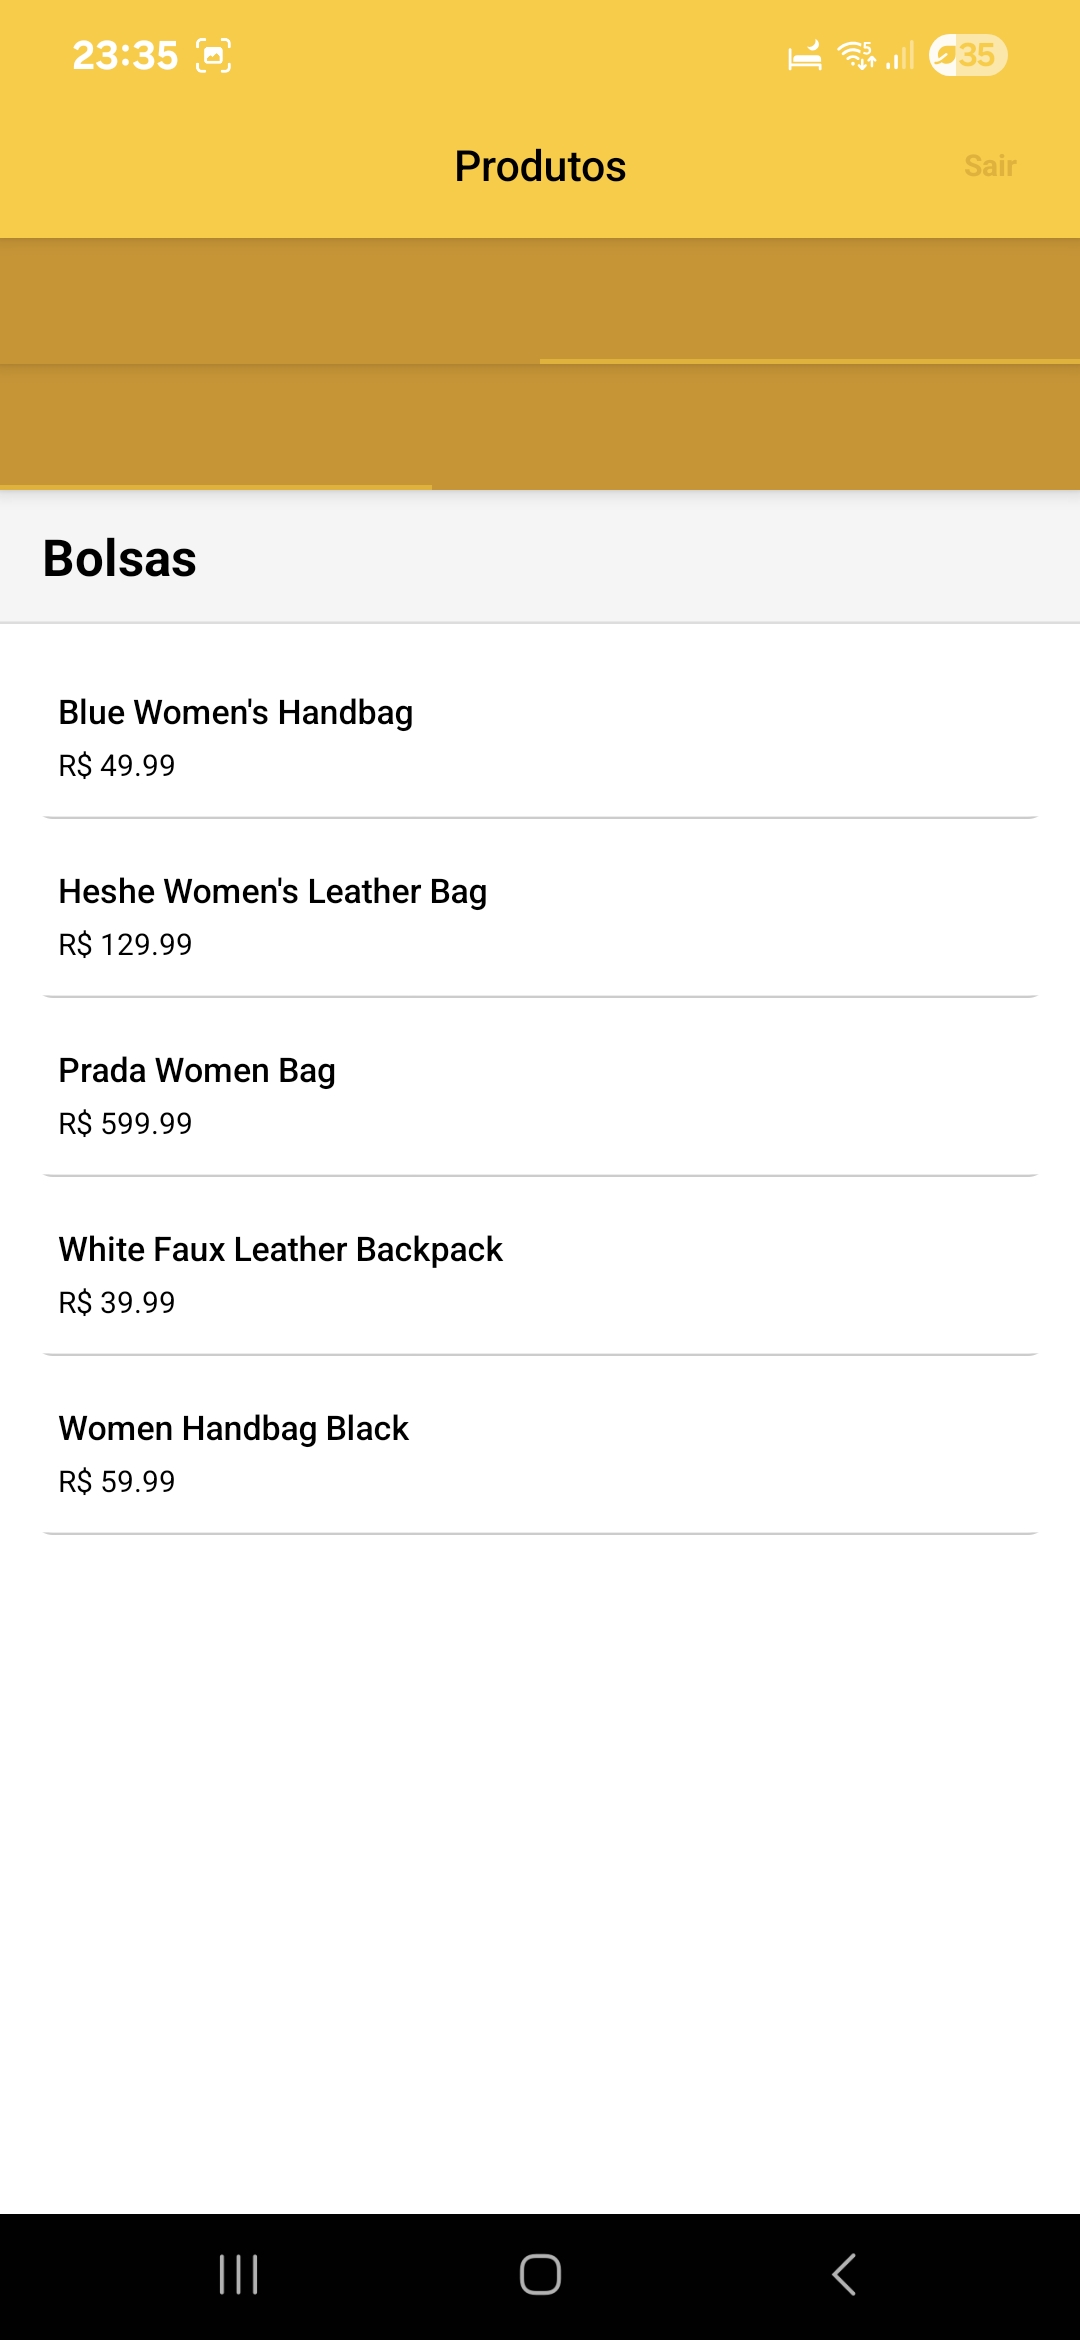 23:35
5
35
Produtos
Sair
Bolsas
Blue Women's Handbag
R$ 49.99
Heshe Women's Leather Bag
R$ 129.99
Prada Women Bag
R$ 599.99
White Faux Leather Backpack
R$ 39.99
Women Handbag Black
R$ 59.99